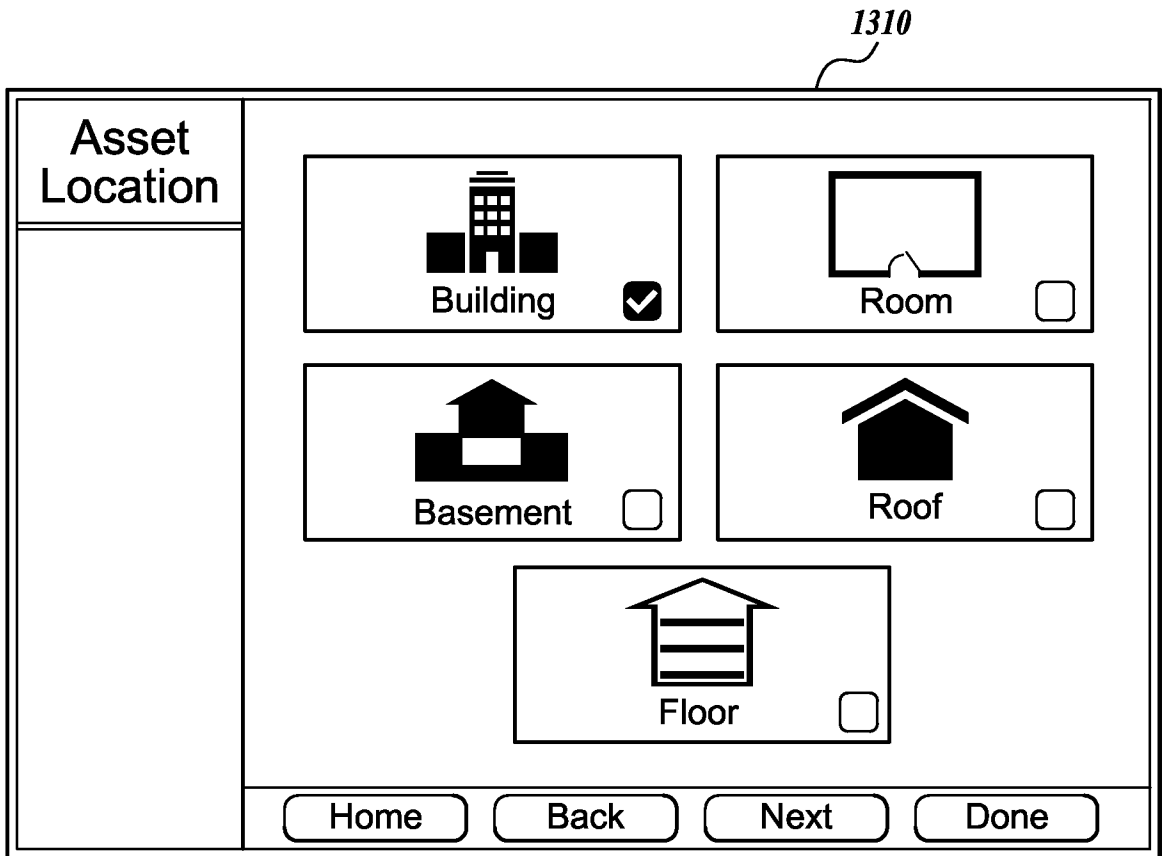 1310
Asset
Location
Building
Room
Basement
Roof
Floor
Home
Back
Next
Done